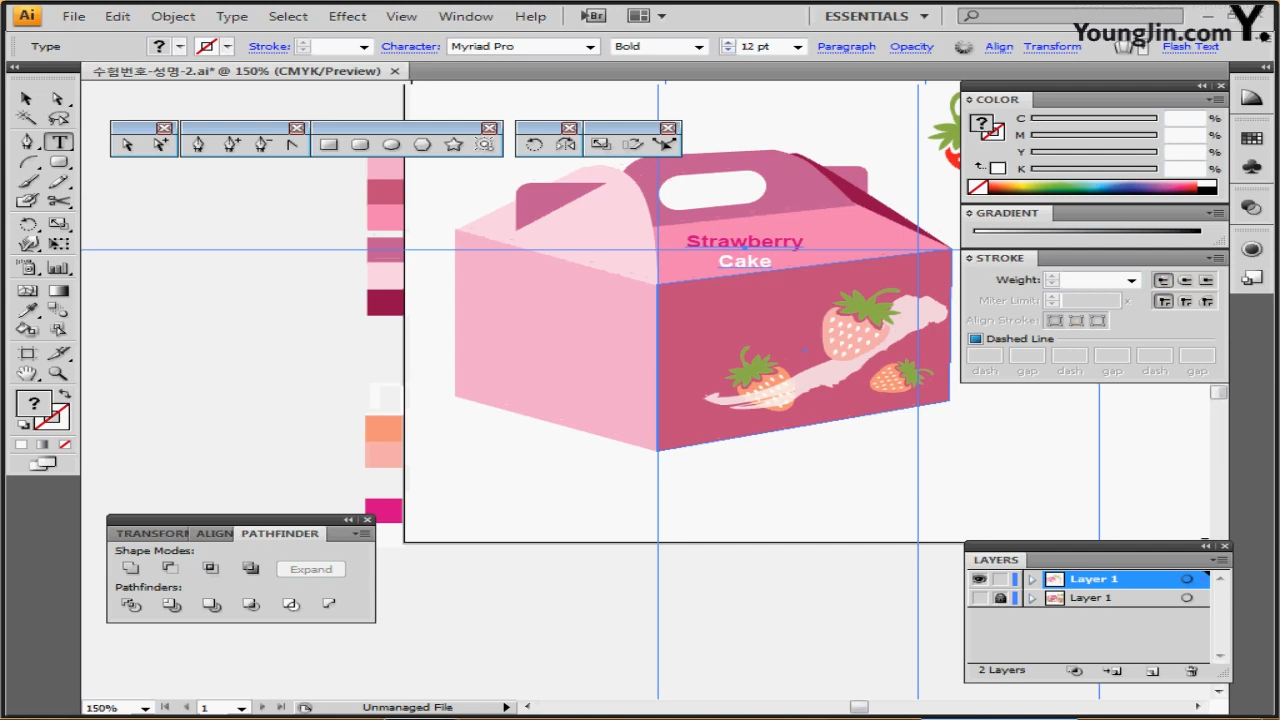 Ai File Edit Object Type Select Effect View Window Help Br ESSENTIALS
YoungJin.com Y.
Type ? Stroke: Character: Myriad Pro Bold 12 pt Paragraph Opacity Align Transform Flash Text
수험번호-성명-2.ai* @ 150% (CMYK/Preview)
COLOR
? C %
M %
Y %
K %
GRADIENT
STROKE
Weight:
Miter Limit: x
Align Stroke:
Dashed Line
dash gap dash gap dash gap
Strawberry
Cake
T
?
TRANSFORM ALIGN PATHFINDER
Shape Modes:
Expand
Pathfinders:
LAYERS
Layer 1
Layer 1
2 Layers
150% 1 Unmanaged File